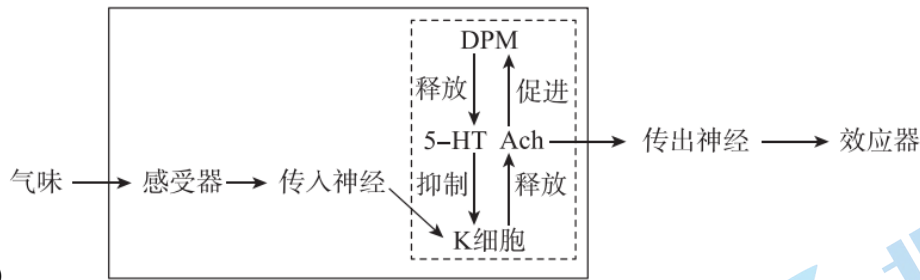 DPM
释放 促进
5-HT Ach 传出神经 效应器
气味 感受器 传入神经 抑制 释放
K细胞